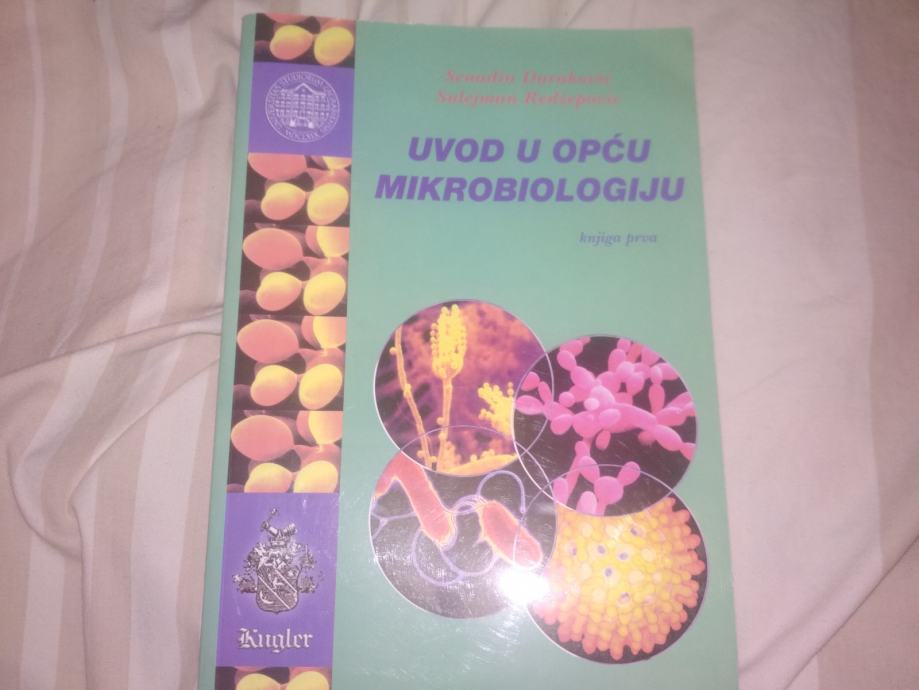 Senadin Duraković
Sulejman Redžepović
UVOD U OPĆU
MIKROBIOLOGIJU
knjiga prva
Kugler